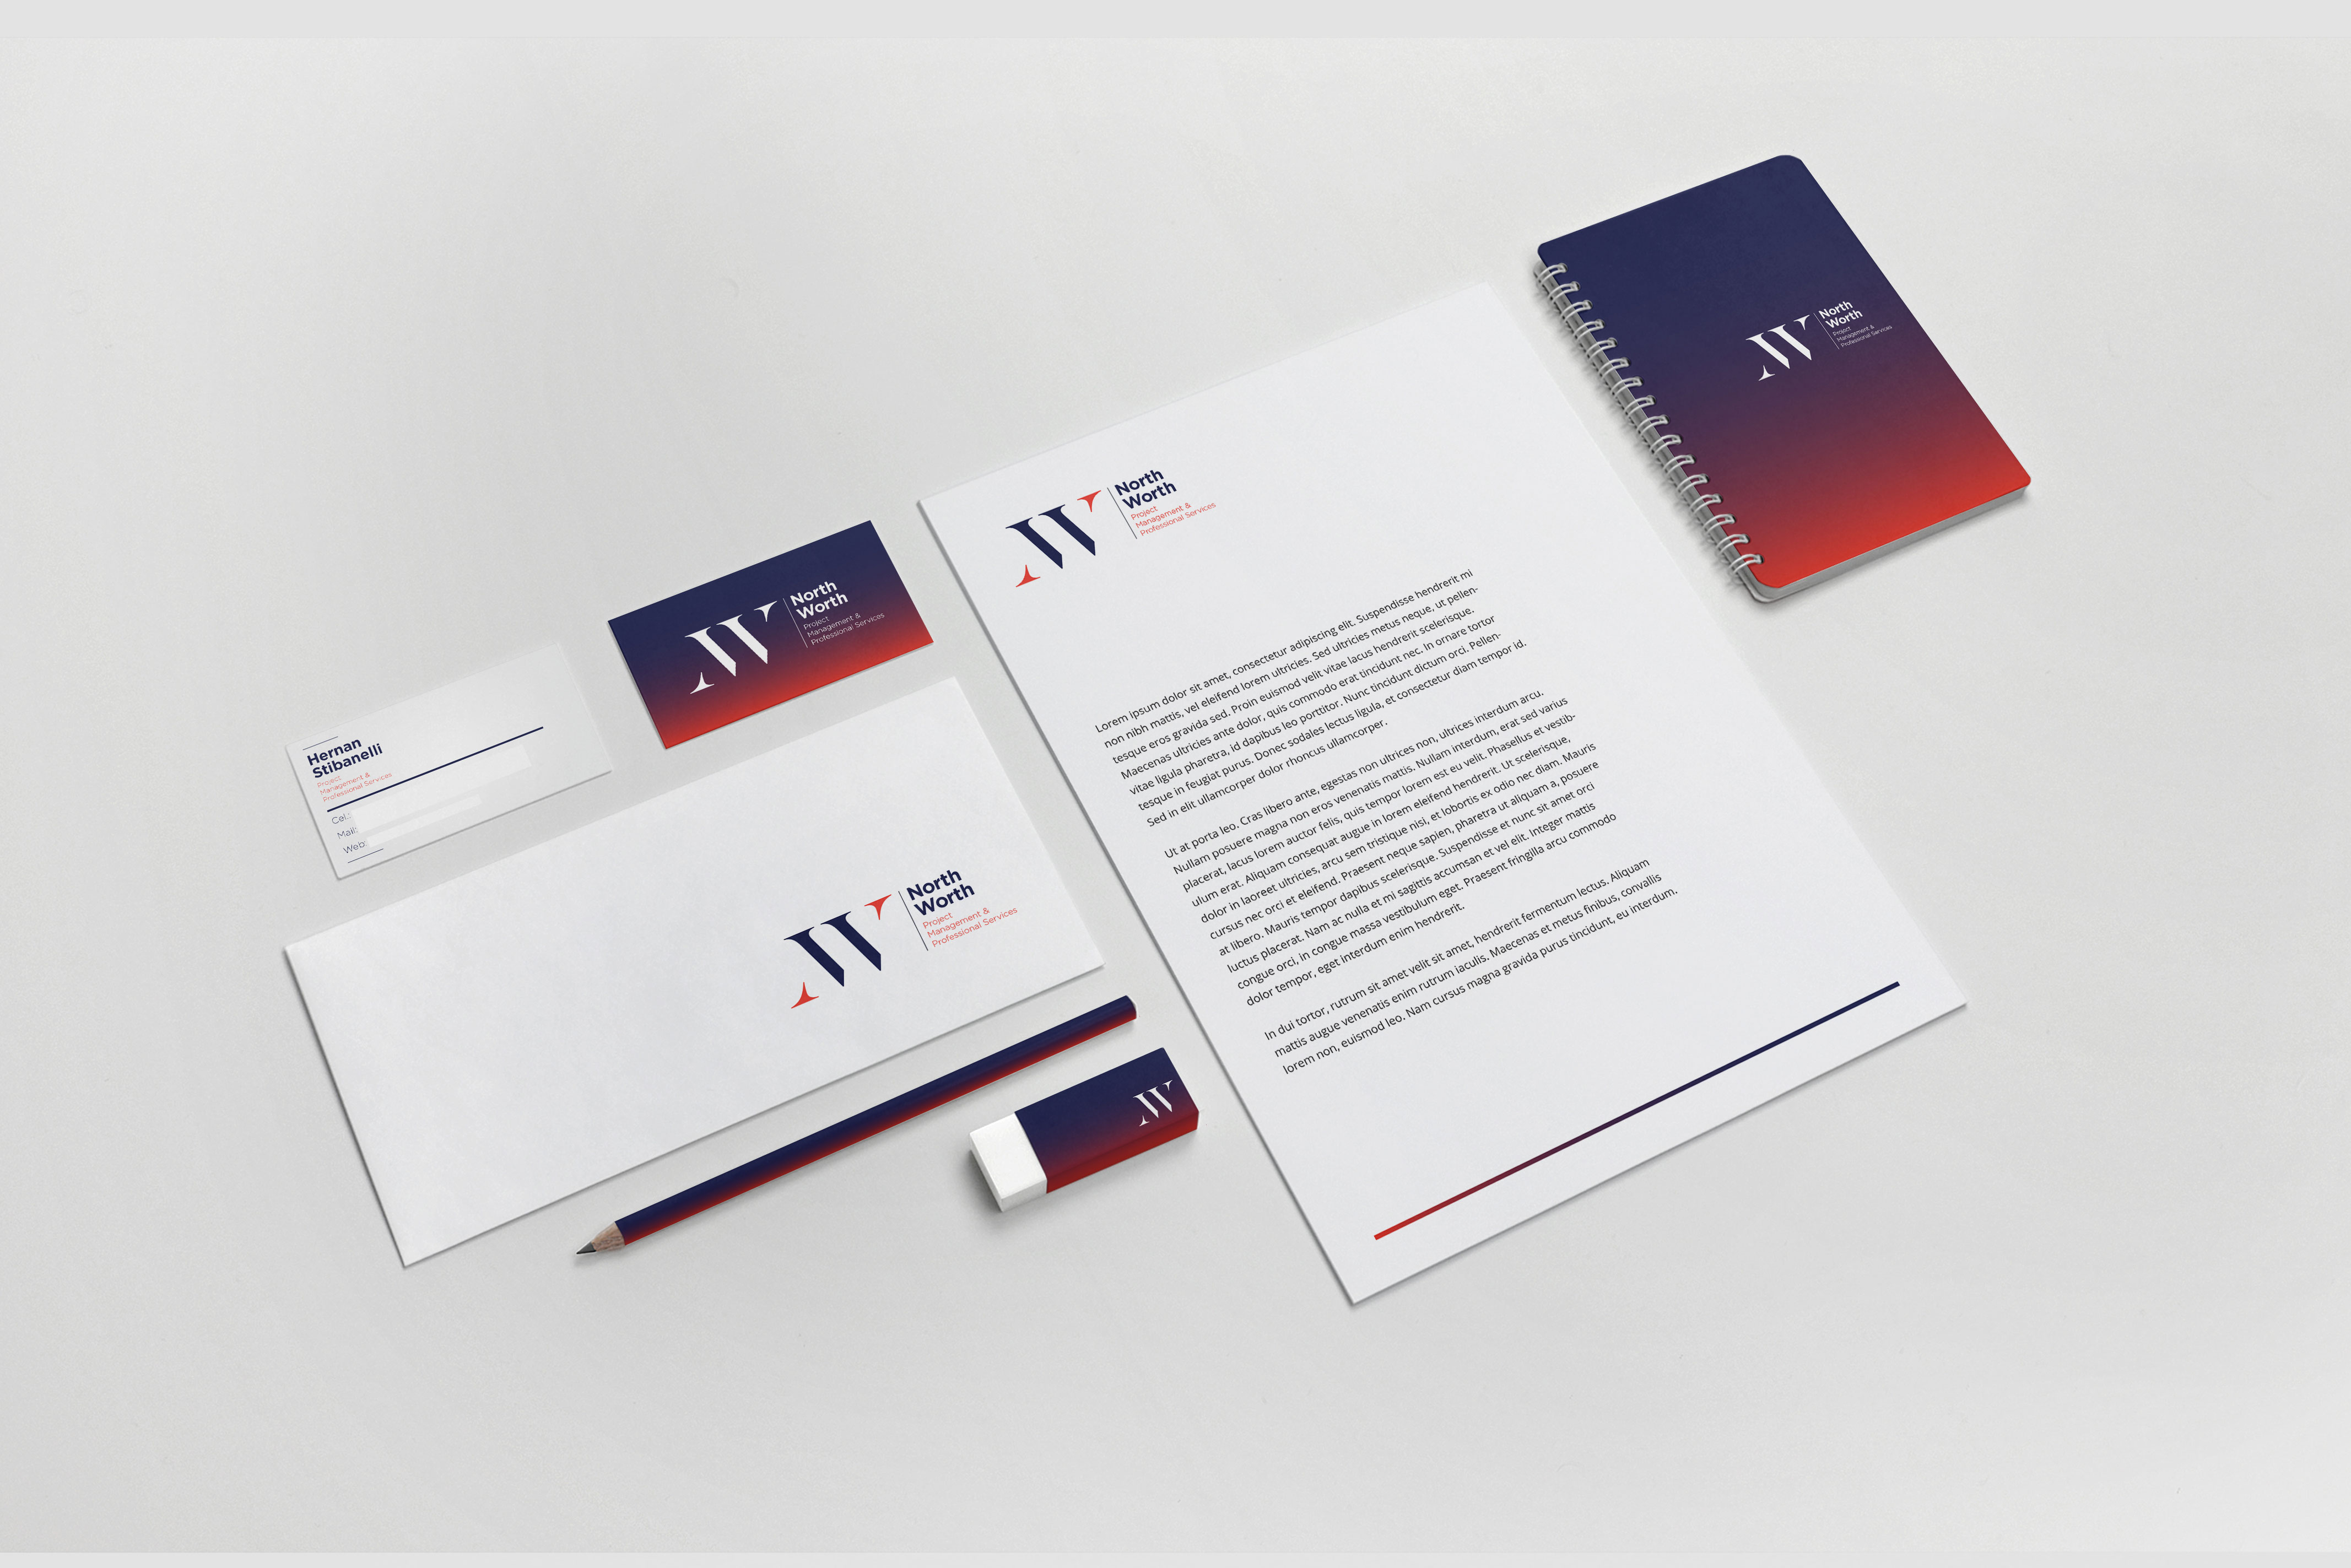 North
Worth
Project
Management &
Professional Services
North
Worth
Project
Management &
Professional Services
Lorem ipsum dolor sit amet, consectetur adipiscing elit. Suspendisse hendrerit mi
non nibh mattis, vel eleifend lorem ultricies. Sed ultricies metus neque, ut pellen-
tesque eros gravida sed. Proin euismod velit vitae lacus hendrerit scelerisque.
Maecenas ultricies ante dolor, quis commodo erat tincidunt nec. In ornare tortor
vitae ligula pharetra, id dapibus leo porttitor. Nunc tincidunt dictum orci. Pellen-
tesque in feugiat purus. Donec sodales lectus ligula, et consectetur diam tempor id.
Sed in elit ullamcorper dolor rhoncus ullamcorper.
Ut at porta leo. Cras libero ante, egestas non ultrices non, ultrices interdum arcu.
Nullam posuere magna non eros venenatis mattis. Nullam interdum, erat sed varius
placerat, lacus lorem auctor felis, quis tempor lorem est eu velit. Phasellus et vestib-
ulum erat. Aliquam consequat augue in lorem eleifend hendrerit. Ut scelerisque,
dolor in laoreet ultricies, arcu sem tristique nisi, et lobortis ex odio nec diam. Mauris
cursus nec orci et eleifend. Praesent neque sapien, pharetra ut aliquam a, posuere
at libero. Mauris tempor dapibus scelerisque. Suspendisse et nunc sit amet orci
luctus placerat. Nam ac nulla et mi sagittis accumsan et vel elit. Integer mattis
congue orci, in congue massa vestibulum eget. Praesent fringilla arcu commodo
dolor tempor, eget interdum enim hendrerit.
In dui tortor, rutrum sit amet velit sit amet, hendrerit fermentum lectus. Aliquam
mattis augue venenatis enim rutrum iaculis. Maecenas et metus finibus, convallis
lorem non, euismod leo. Nam cursus magna gravida purus tincidunt, eu interdum.
North
Worth
Project
Management &
Professional Services
Hernan
Stibanelli
Project
Management &
Professional Services
Cel.:
Mail:
Web:
North
Worth
Project
Management &
Professional Services